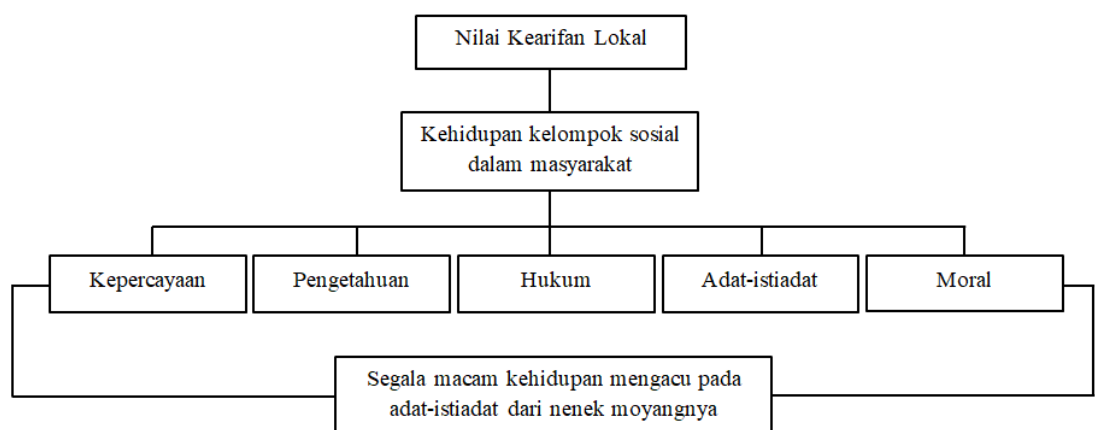 Nilai Kearifan Lokal
Kehidupan kelompok sosial
dalam masyarakat
Kepercayaan
Pengetahuan
Hukum
Adat-istiadat
Moral
Segala macam kehidupan mengacu pada
adat-istiadat dari nenek moyangnya